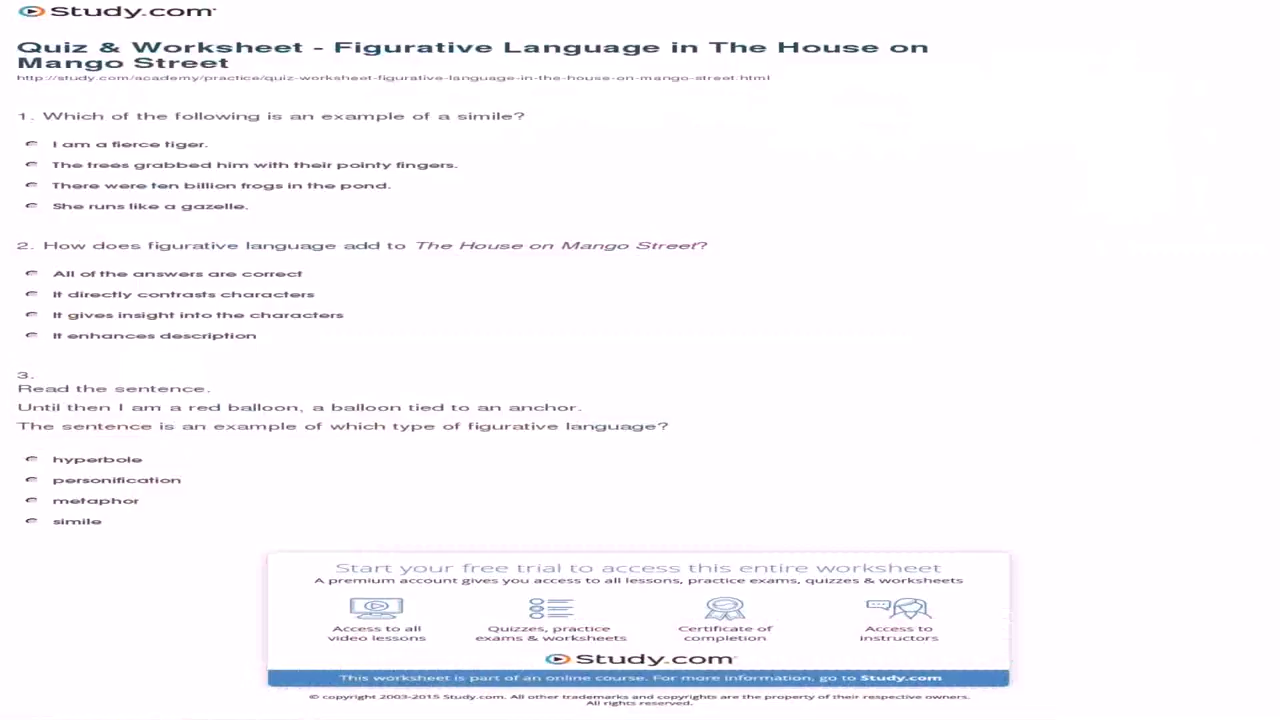 Study.com
Quiz & Worksheet - Figurative Language in The House on
Mango Street
http://study.com/academy/practice/quiz-worksheet-figurative-language-in-the-house-on-mango-street.html
1. Which of the following is an example of a simile?
I am a fierce tiger.
The trees grabbed him with their pointy fingers.
There were ten billion frogs in the pond.
She runs like a gazelle.
2. How does figurative language add to The House on Mango Street?
All of the answers are correct
It directly contrasts characters
It gives insight into the characters
It enhances description
3.
Read the sentence.
Until then I am a red balloon, a balloon tied to an anchor.
The sentence is an example of which type of figurative language?
hyperbole
personification
metaphor
simile
Start your free trial to access this entire worksheet
A premium account gives you access to all lessons, practice exams, quizzes & worksheets
Access to all
video lessons
Quizzes, practice
exams & worksheets
Certificate of
completion
Access to
instructors
Study.com
This worksheet is part of an online course. For more information, go to Study.com
© copyright 2003-2015 Study.com. All other trademarks and copyrights are the property of their respective owners.
All rights reserved.